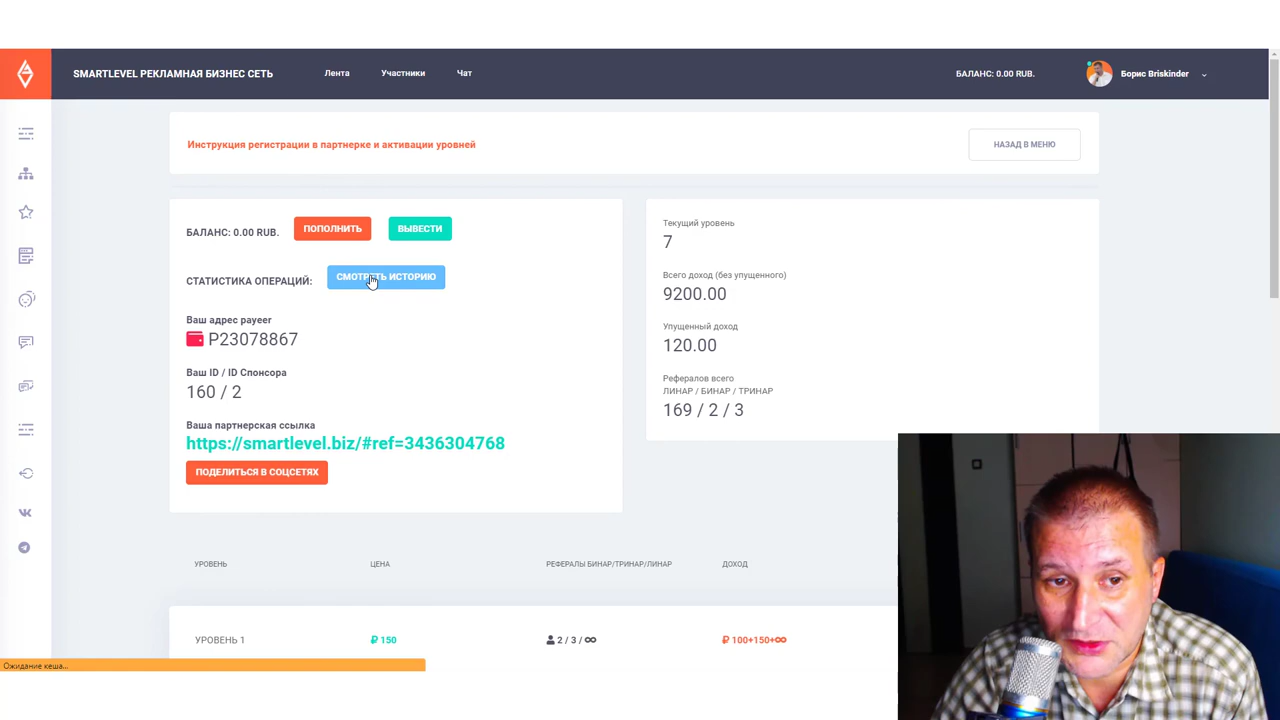 SMARTLEVEL РЕКЛАМНАЯ БИЗНЕС СЕТЬ
Лента
Участники
Чат
БАЛАНС: 0.00 RUB.
Борис Briskinder
Инструкция регистрации в партнерке и активации уровней
НАЗАД В МЕНЮ
БАЛАНС: 0.00 RUB.
ПОПОЛНИТЬ
ВЫВЕСТИ
СТАТИСТИКА ОПЕРАЦИЙ:
СМОТРЕТЬ ИСТОРИЮ
Ваш адрес payeer
P23078867
Ваш ID / ID Спонсора
160 / 2
Ваша партнерская ссылка
https://smartlevel.biz/#ref=3436304768
ПОДЕЛИТЬСЯ В СОЦСЕТЯХ
Текущий уровень
7
Всего доход (без упущенного)
9200.00
Упущенный доход
120.00
Рефералов всего
ЛИНАР / БИНАР / ТРИНАР
169 / 2 / 3
УРОВЕНЬ
ЦЕНА
РЕФЕРАЛЫ БИНАР/ТРИНАР/ЛИНАР
ДОХОД
УРОВЕНЬ 1
₽ 150
2 / 3 / ∞
₽ 100+150+∞
Ожидание кеша...